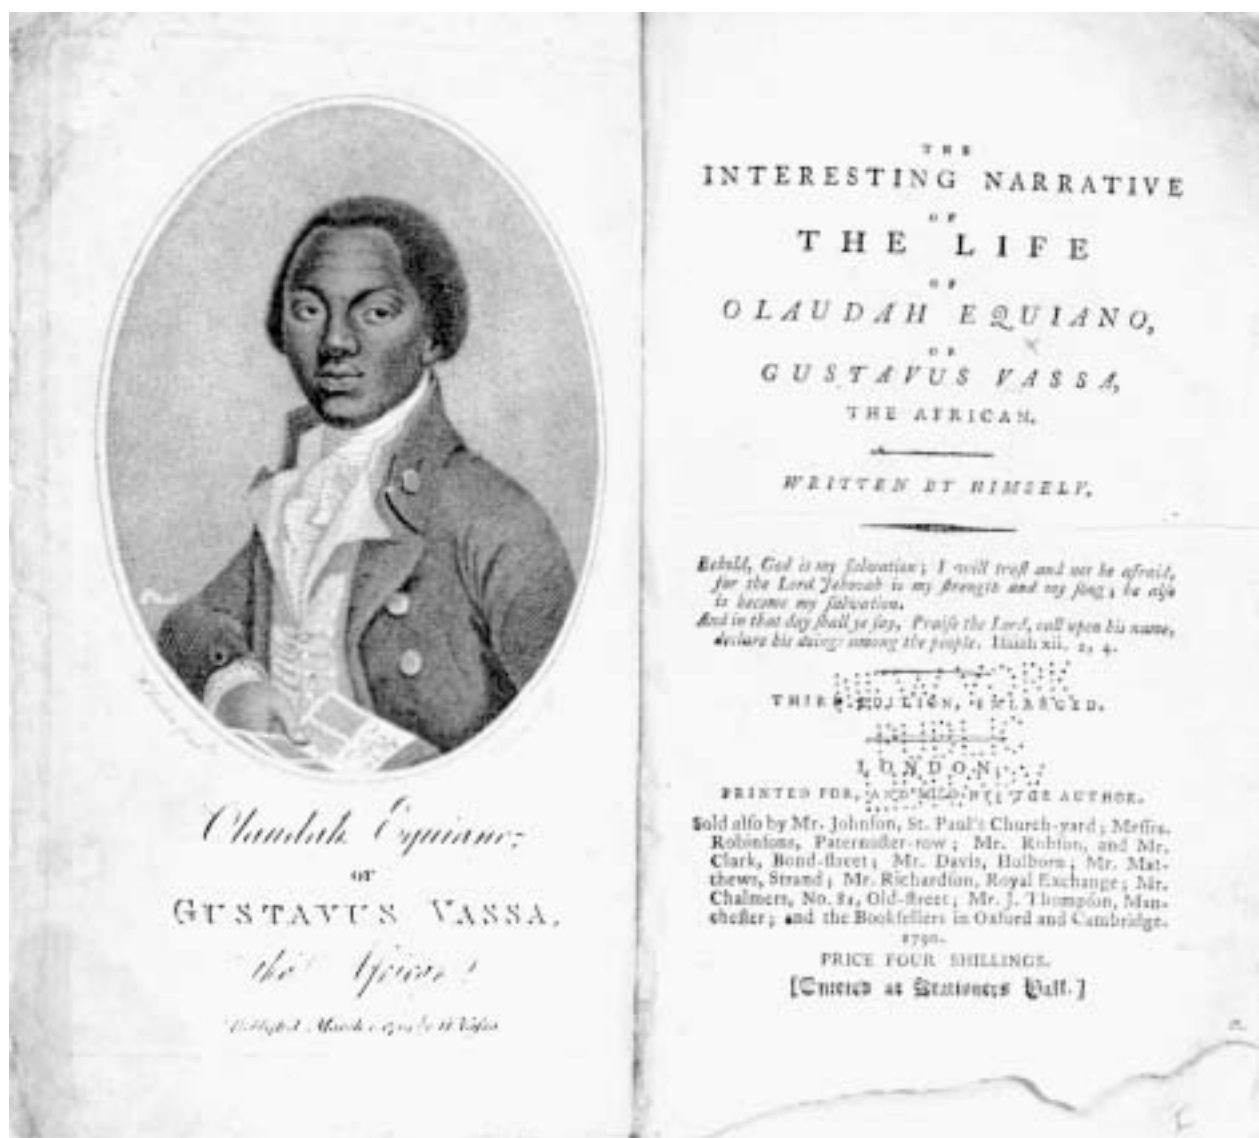 Olaudah Equiano;
or
GUSTAVUS VASSA,
the African
Published March 1 by G Vassa
THE
INTERESTING NARRATIVE
OF
THE LIFE
OF
OLAUDAH EQUIANO,
OR
GUSTAVUS VASSA,
THE AFRICAN.
WRITTEN BY HIMSELF.
Behold, God is my ſalvation; I will truſt and not be afraid,
for the Lord Jehovah is my ſtrength and my ſong; he alſo
is become my ſalvation.
And in that day ſhall ye ſay, Praiſe the Lord, call upon his name,
declare his doings among the people. Iſaiah xii. 2, 4.
THIRD EDITION, ENLARGED.
LONDON:
PRINTED FOR, AND SOLD BY, THE AUTHOR.
Sold alſo by Mr. Johnſon, St. Paul's Church-yard; Meſſrs.
Robinſons, Paternoſter-row; Mr. Robſon, and Mr.
Clark, Bond-ſtreet; Mr. Davis, Holborn; Mr. Mat-
thews, Strand; Mr. Richardſon, Royal Exchange; Mr.
Chalmers, No. 81, Old-ſtreet; Mr. J. Thompſon, Man-
cheſter; and the Bookſellers in Oxford and Cambridge.
1790.
PRICE FOUR SHILLINGS.
[Entered at Stationers Hall.]